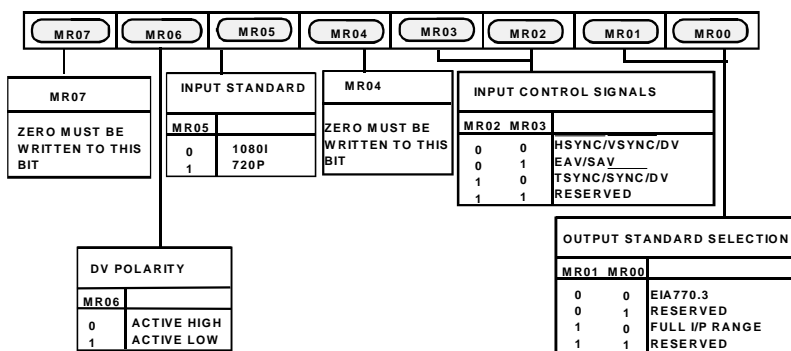 MR07 MR06 MR05 MR04 MR03 MR02 MR01 MR00
MR07
ZERO MUST BE
WRITTEN TO THIS
BIT
INPUT STANDARD
MR05
0 1080I
1 720P
MR04
ZERO MUST BE
WRITTEN TO THIS
BIT
INPUT CONTROL SIGNALS
MR02 MR03
0 0 HSYNC/VSYNC/DV
0 1 EAV/SAV
1 0 TSYNC/SYNC/DV
1 1 RESERVED
DV POLARITY
MR06
0 ACTIVE HIGH
1 ACTIVE LOW
OUTPUT STANDARD SELECTION
MR01 MR00
0 0 EIA770.3
0 1 RESERVED
1 0 FULL I/P RANGE
1 1 RESERVED